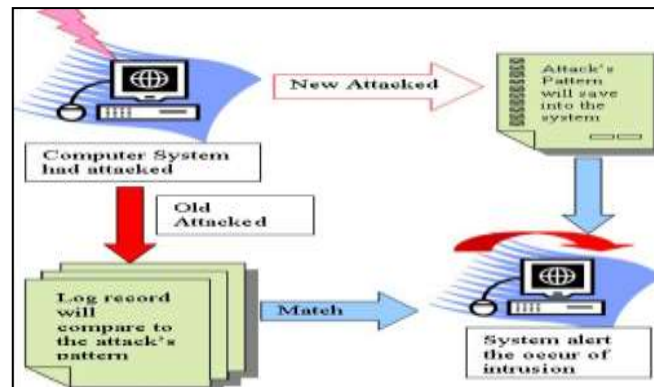 New Attacked
Attack's
Pattern
will save
into the
system
Computer System
had attacked
Old
Attacked
Log record
will
compare to
the attack's
pattern
Match
System alert
the occur of
intrusion